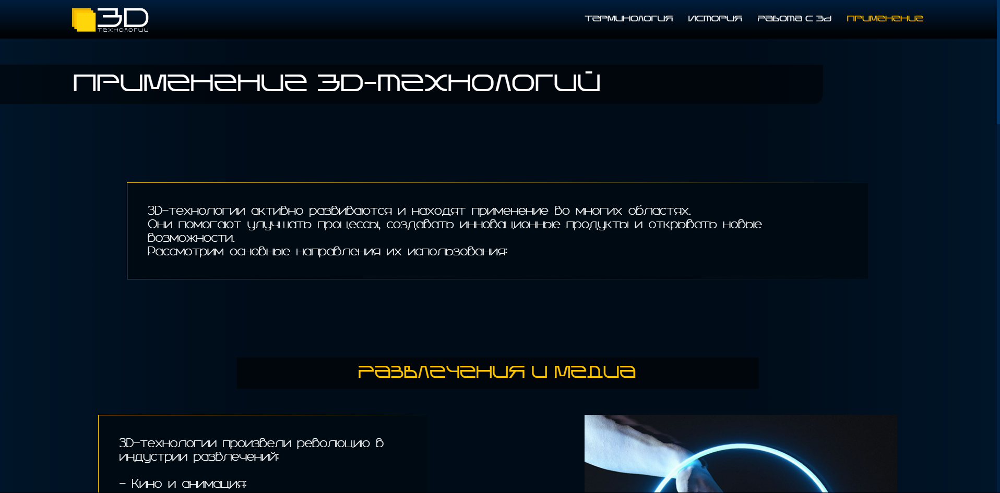 3D
технологии
терминология
история
работа с 3d
применение
применение 3D-технологий
3D-технологии активно развиваются и находят применение во многих областях.
Они помогают улучшать процессы, создавать инновационные продукты и открывать новые
возможности.
Рассмотрим основные направления их использования:
развлечения и медиа
3D-технологии произвели революцию в
индустрии развлечений:
- Кино и анимация: